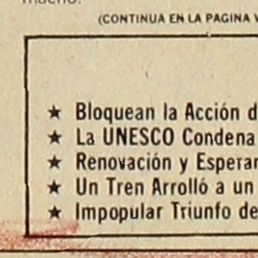 (CONTINUA EN LA PAGINA
★ Bloquean la Acción d
★ La UNESCO Condena
★ Renovación y Esperan
★ Un Tren Arrolló a un
★ Impopular Triunfo de